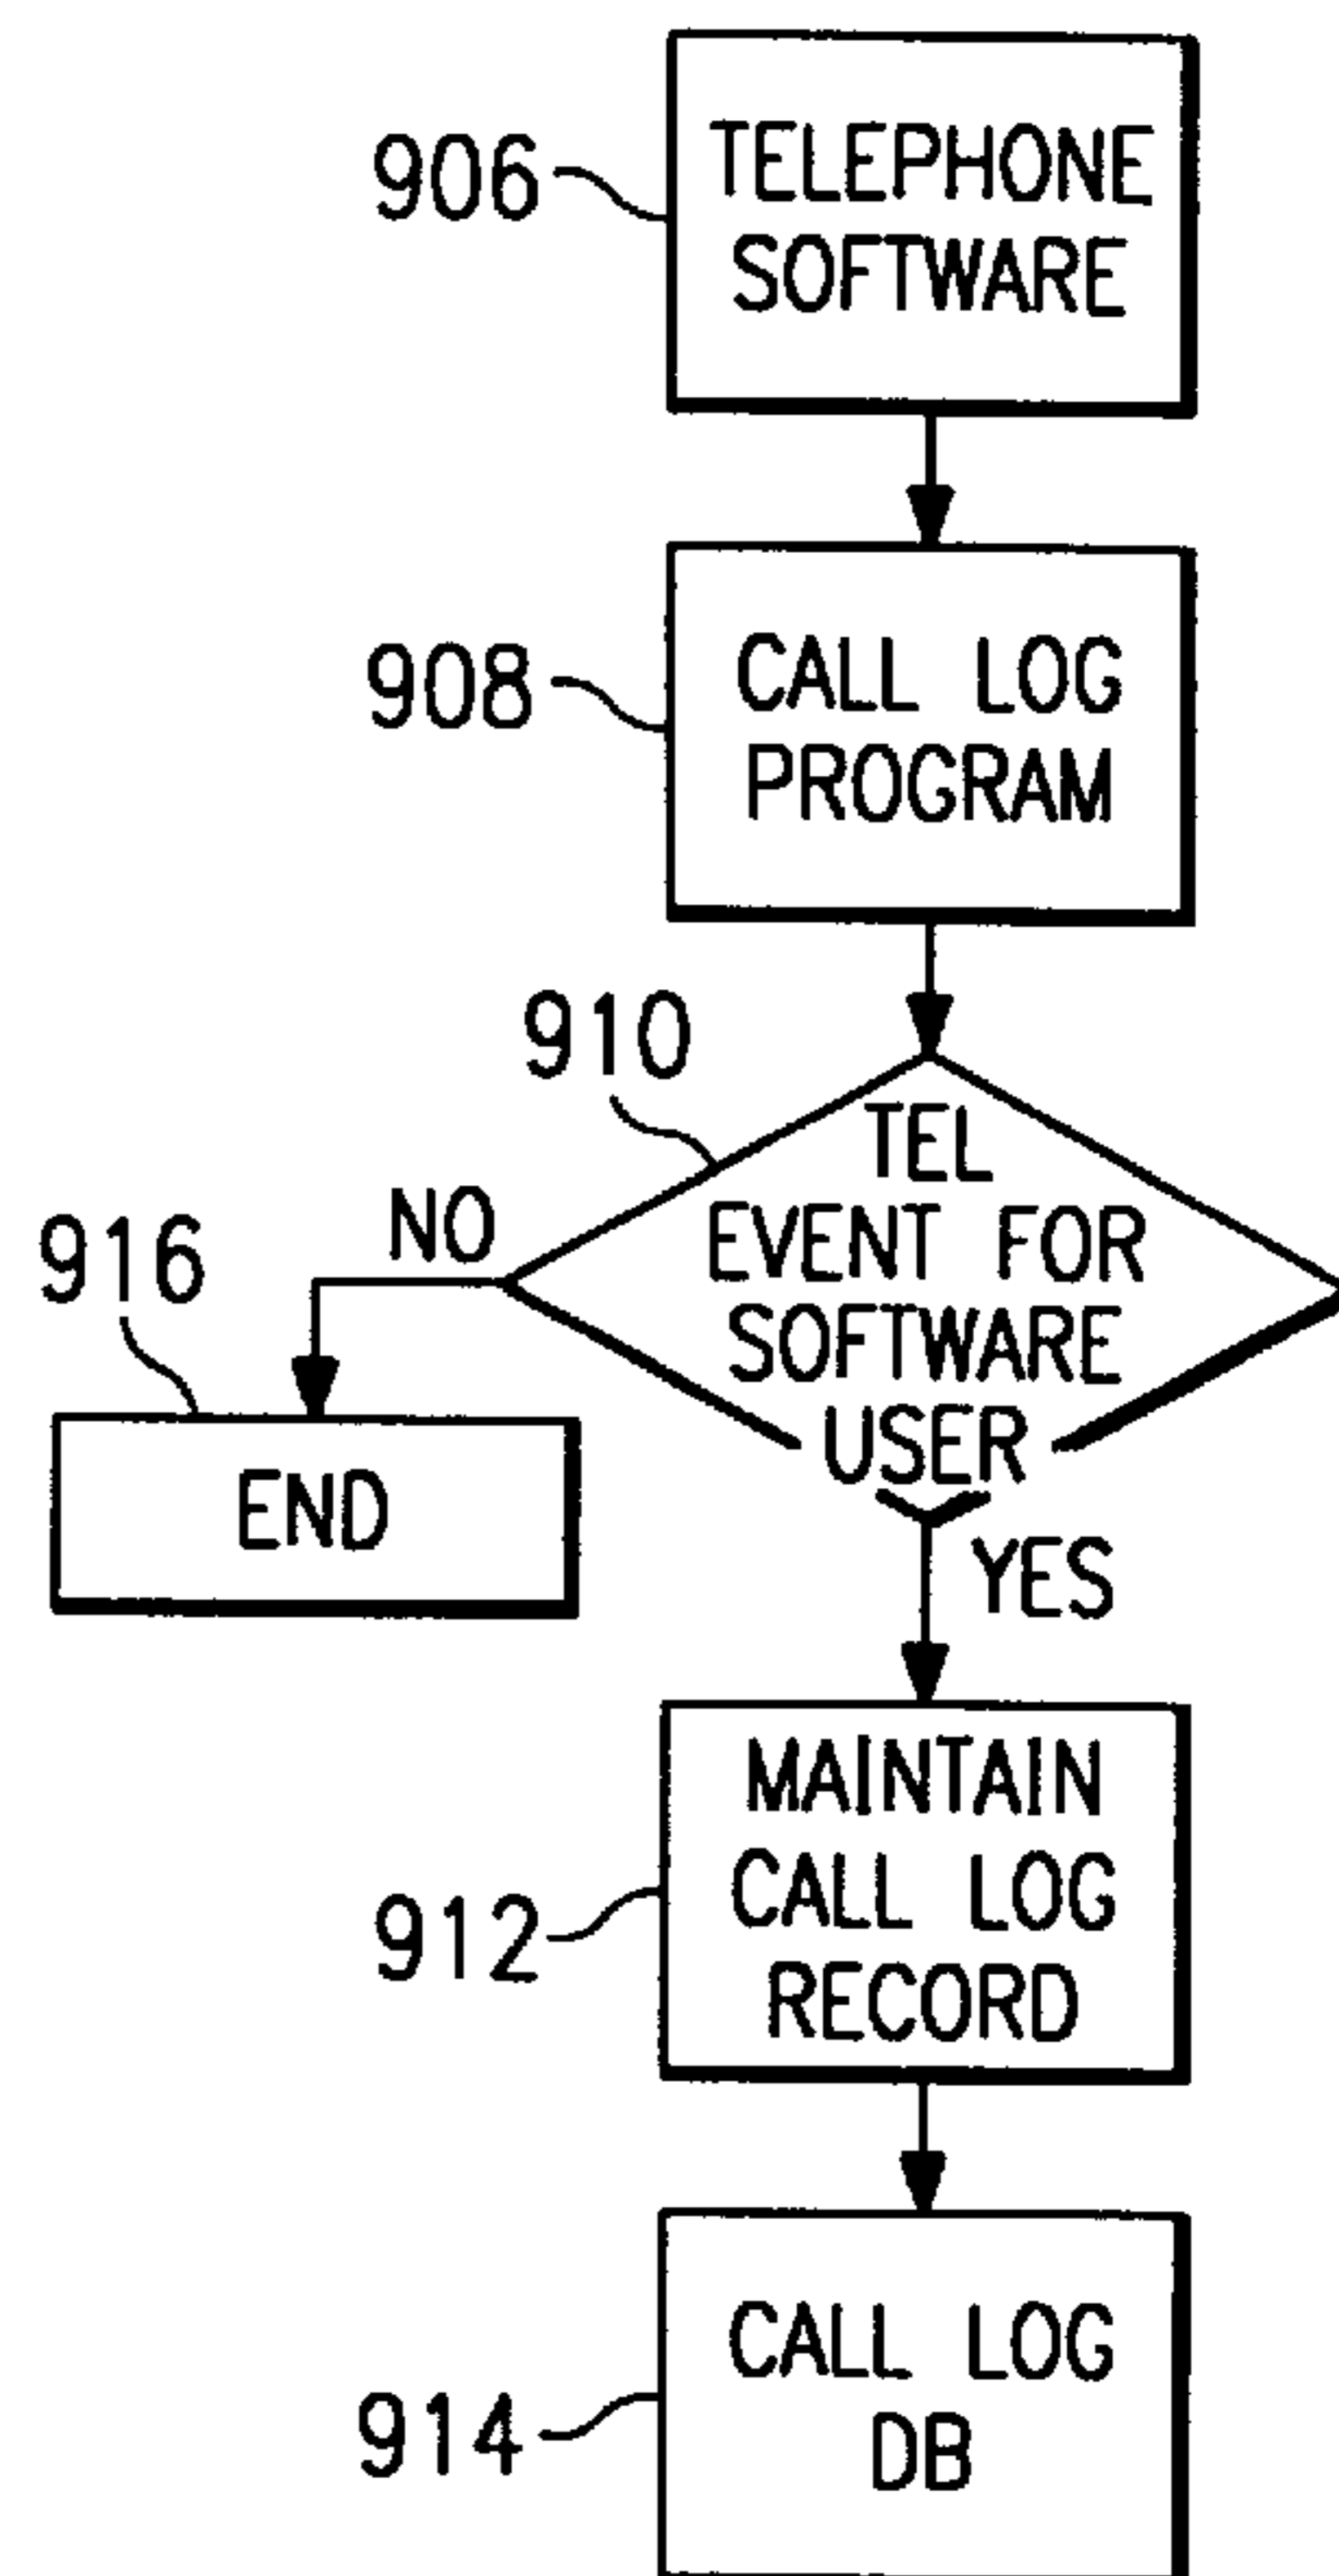 906
TELEPHONE
SOFTWARE
908
CALL LOG
PROGRAM
910
TEL
EVENT FOR
SOFTWARE
USER
NO
916
END
YES
MAINTAIN
CALL LOG
RECORD
912
CALL LOG
DB
914